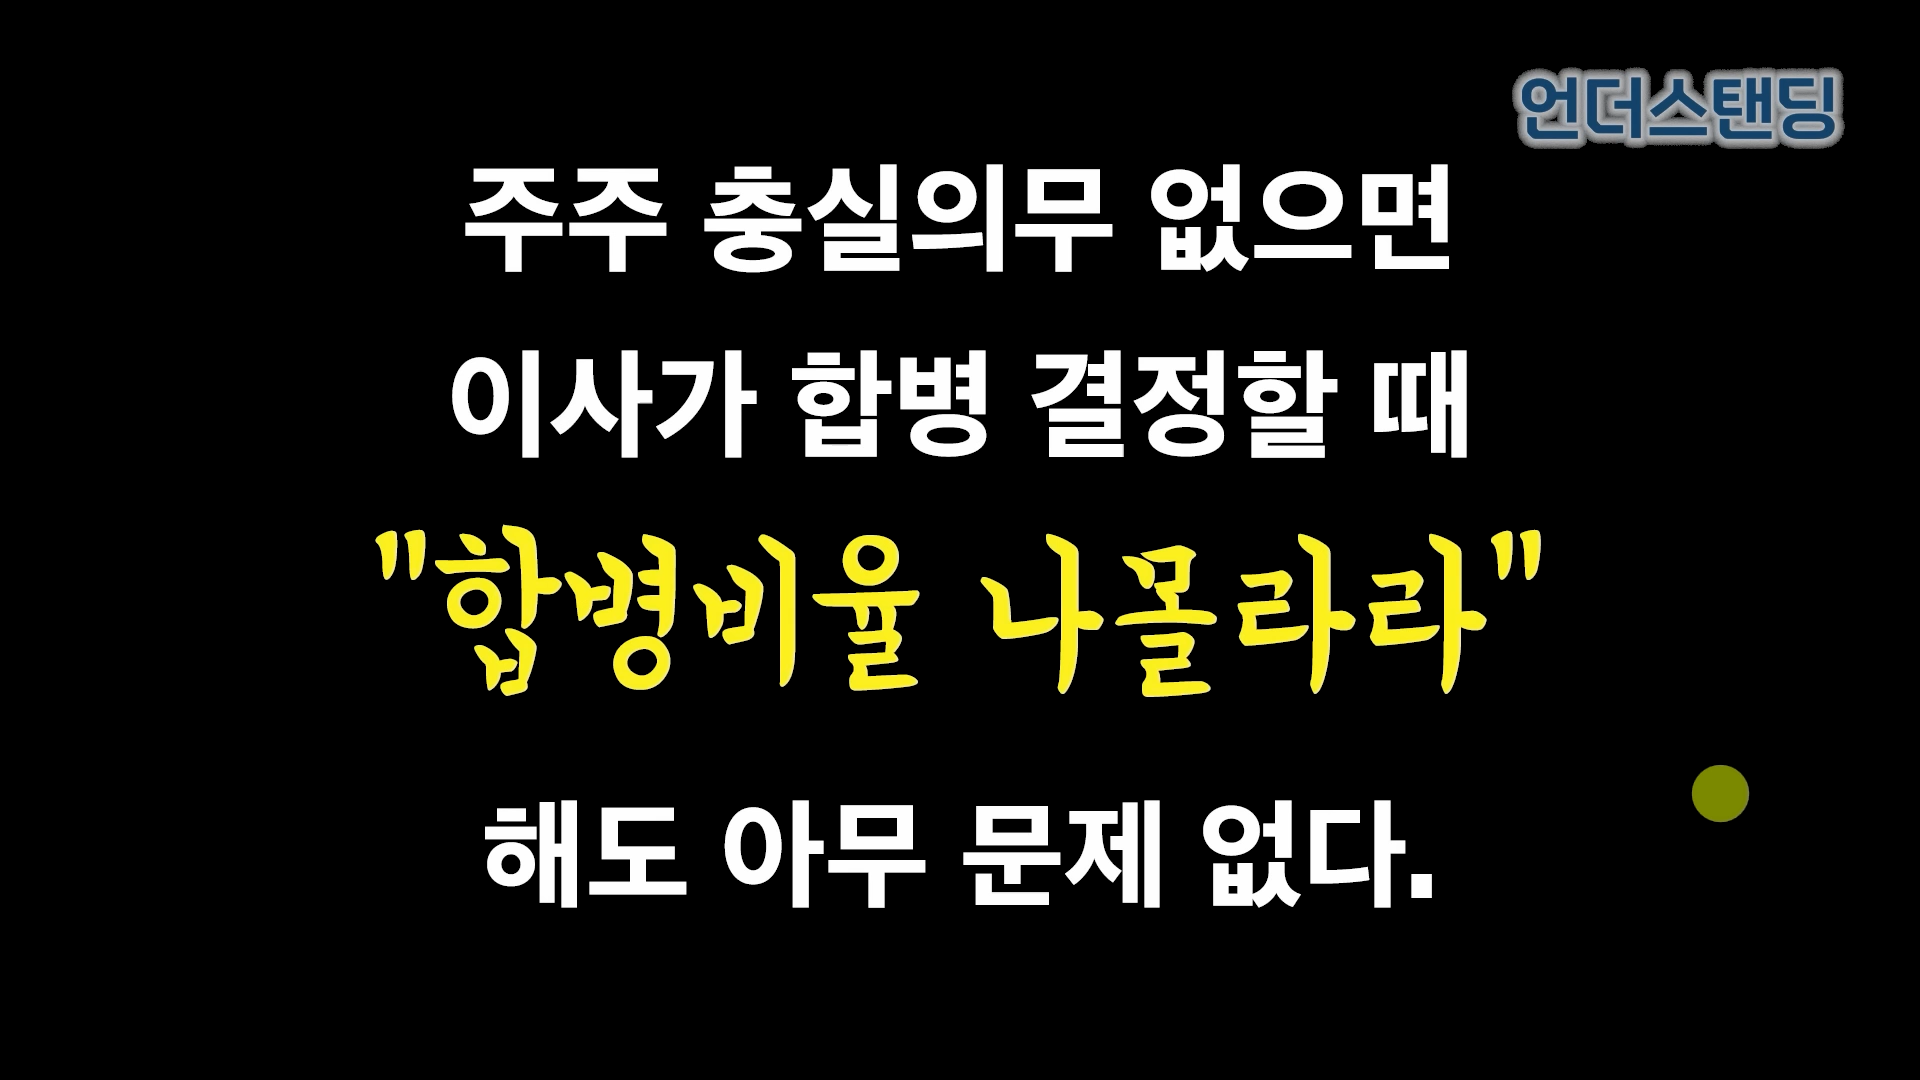 언더스탠딩
주주 충실의무 없으면
이사가 합병 결정할 때
"합병비율 나몰라라"
해도 아무 문제 없다.